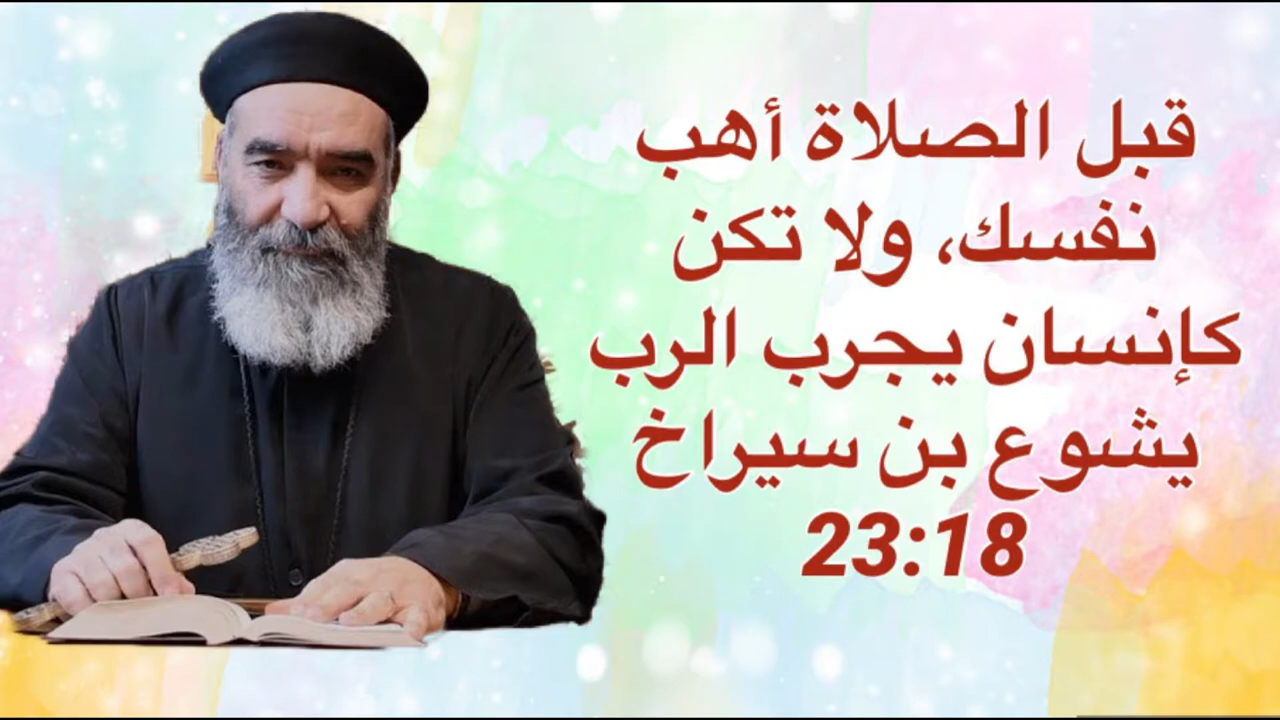 قبل الصلاة أهب
نفسك، ولا تكن
كإنسان يجرب الرب
يشوع بن سيراخ
23:18